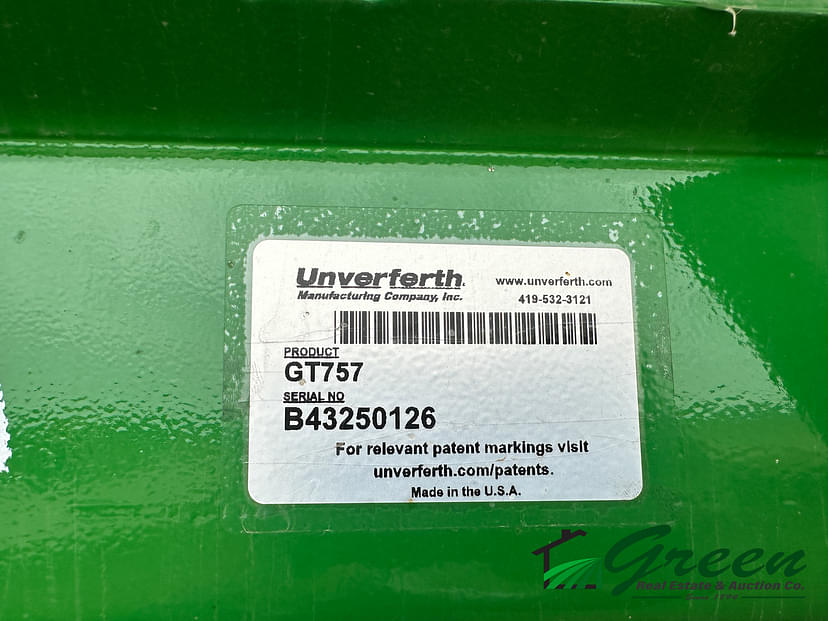 Unverferth
Manufacturing Company, Inc.
www.unverferth.com
419-532-3121
PRODUCT
GT757
SERIAL NO
B43250126
For relevant patent markings visit
unverferth.com/patents.
Made in the U.S.A.
Green
Real Estate & Auction Co.